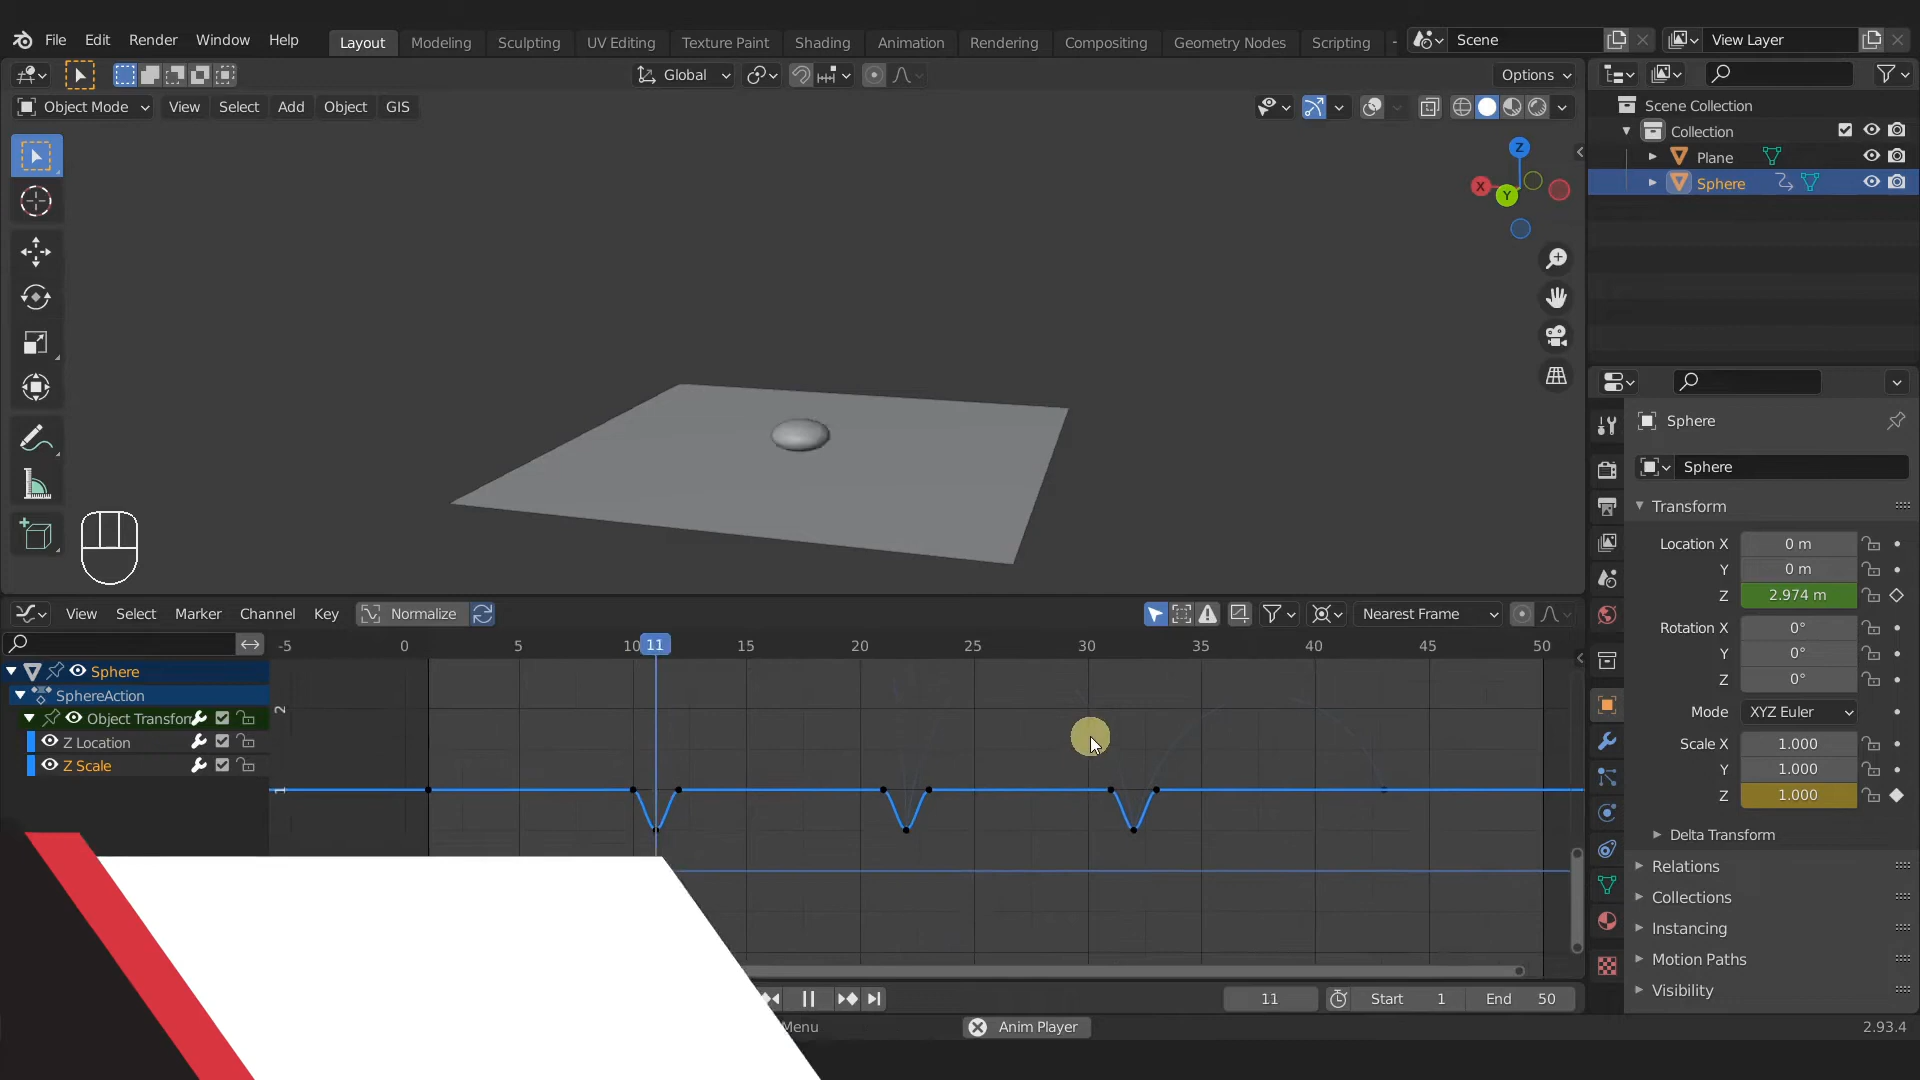 File Edit Render Window Help Layout Modeling Sculpting UV Editing Texture Paint Shading Animation Rendering Compositing Geometry Nodes Scripting Scene View Layer
Global Options
Object Mode View Select Add Object GIS
Scene Collection
Collection
Plane
Sphere
Z
X
Y
Sphere
Sphere
Transform
Location X 0 m
Y 0 m
Z 2.974 m
Rotation X 0°
Y 0°
Z 0°
Mode XYZ Euler
Scale X 1.000
Y 1.000
Z 1.000
Delta Transform
Relations
Collections
Instancing
Motion Paths
Visibility
View Select Marker Channel Key Normalize Nearest Frame
-5 0 5 10 11 15 20 25 30 35 40 45 50
Sphere
SphereAction
Object Transfor
Z Location
Z Scale
2
1
11 Start 1 End 50
Menu Anim Player 2.93.4